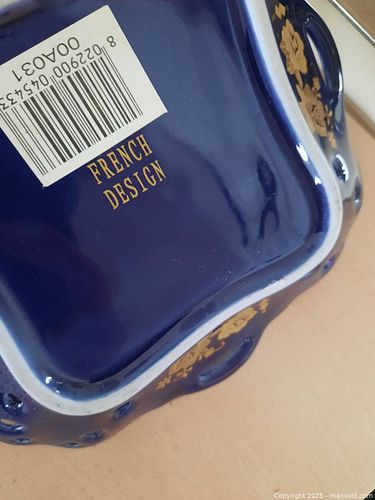 00A031
8 022900 045433
FRENCH
DESIGN
Copyright 2025 - maxsold.com